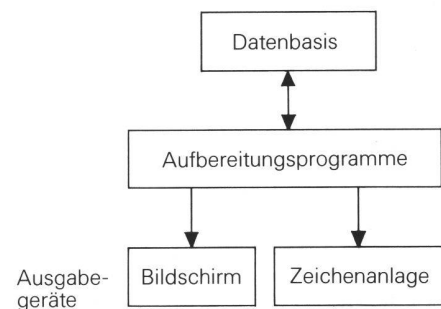 Datenbasis
Aufbereitungsprogramme
Ausgabe-
geräte
Bildschirm
Zeichenanlage